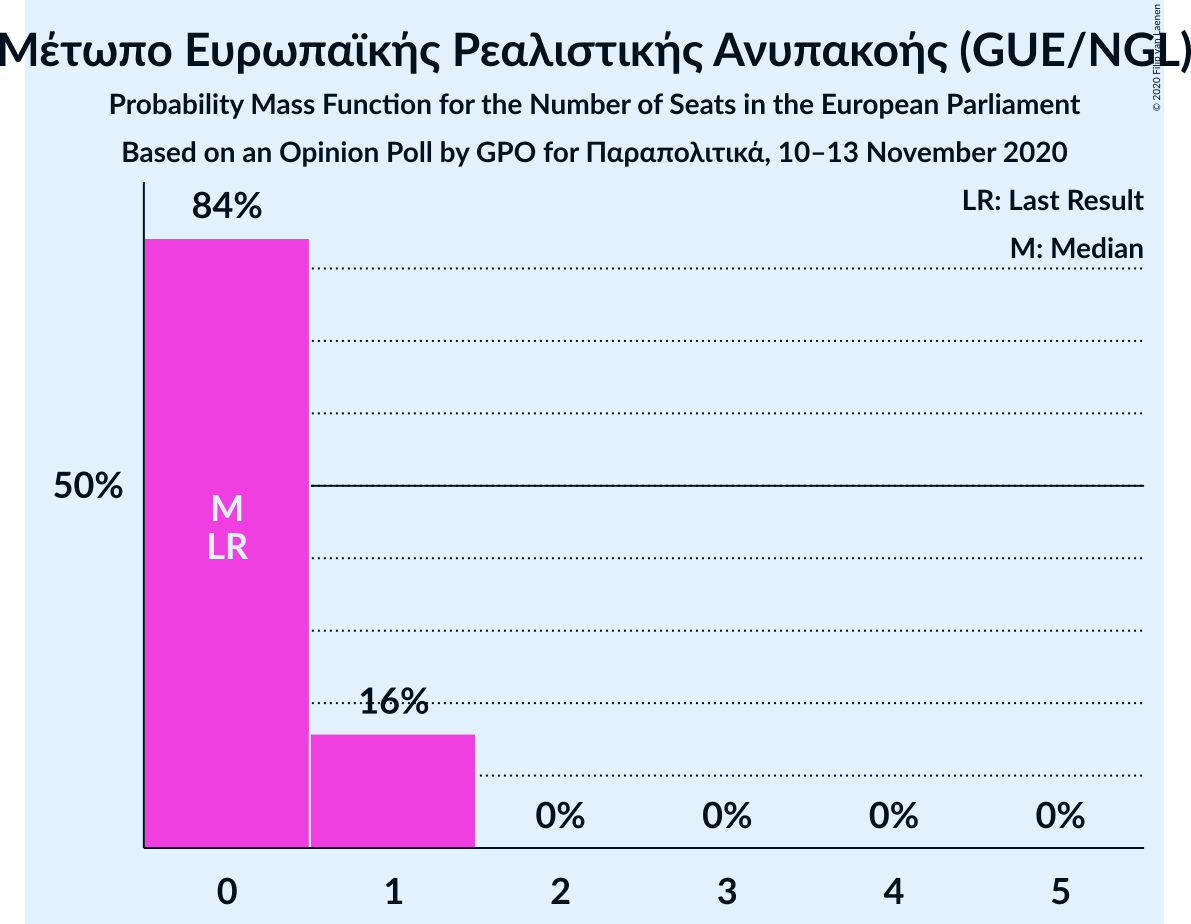 Μέτωπο Ευρωπαϊκής Ρεαλιστικής Ανυπακοής (GUE/NGL)
© 2020 Filip van Laenen
Probability Mass Function for the Number of Seats in the European Parliament
Based on an Opinion Poll by GPO for Παραπολιτικά, 10–13 November 2020
LR: Last Result
M: Median
84%
50%
M
LR
16%
0% 0% 0% 0%
0 1 2 3 4 5